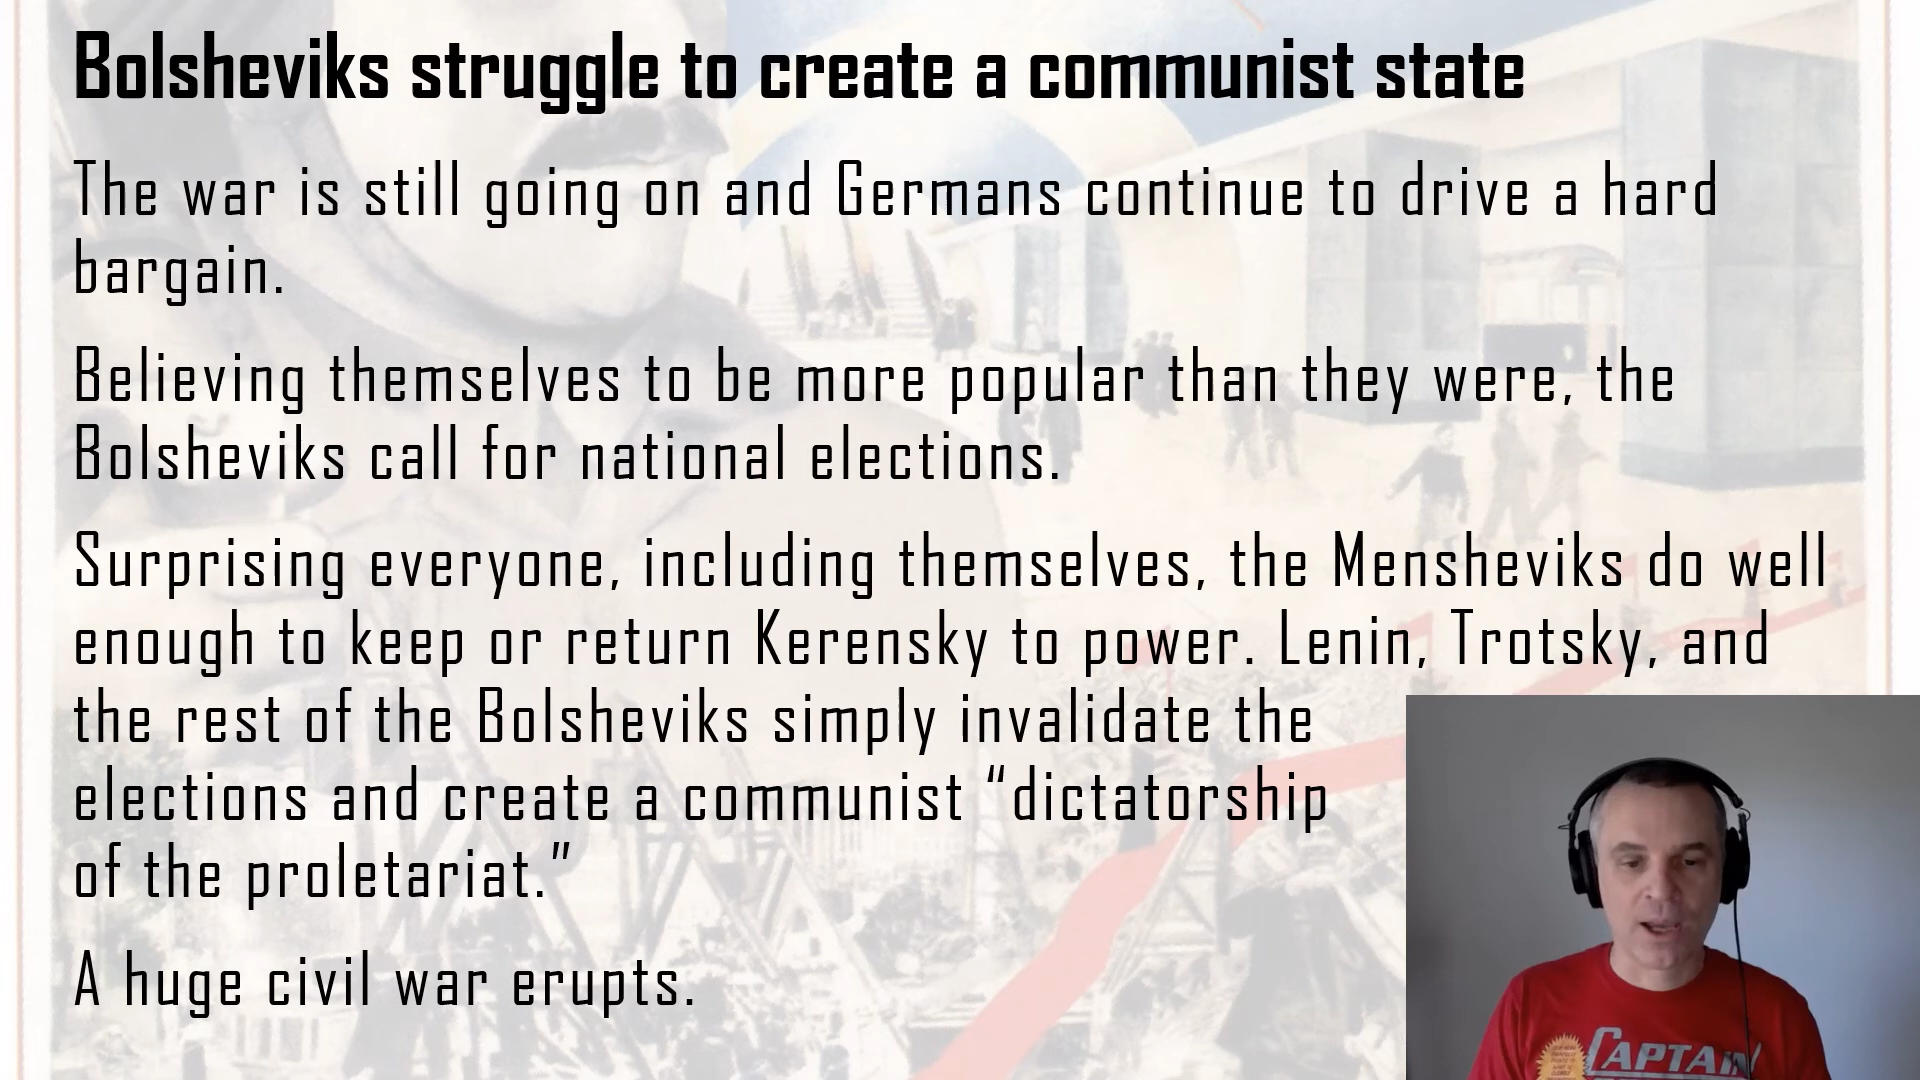 Bolsheviks struggle to create a communist state
The war is still going on and Germans continue to drive a hard
bargain.
Believing themselves to be more popular than they were, the
Bolsheviks call for national elections.
Surprising everyone, including themselves, the Mensheviks do well
enough to keep or return Kerensky to power. Lenin, Trotsky, and
the rest of the Bolsheviks simply invalidate the
elections and create a communist “dictatorship
of the proletariat.”
A huge civil war erupts.
CAPTAIN